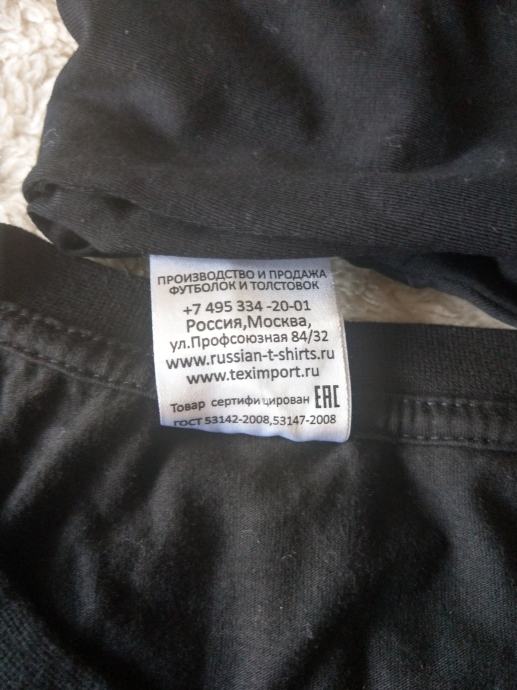 ПРОИЗВОДСТВО И ПРОДАЖА
ФУТБОЛОК И ТОЛСТОВОК
+7 495 334 -20-01
Россия,Москва,
ул.Профсоюзная 84/32
www.russian-t-shirts.ru
www.teximport.ru
Товар сертифицирован EAC
ГОСТ 53142-2008,53147-2008